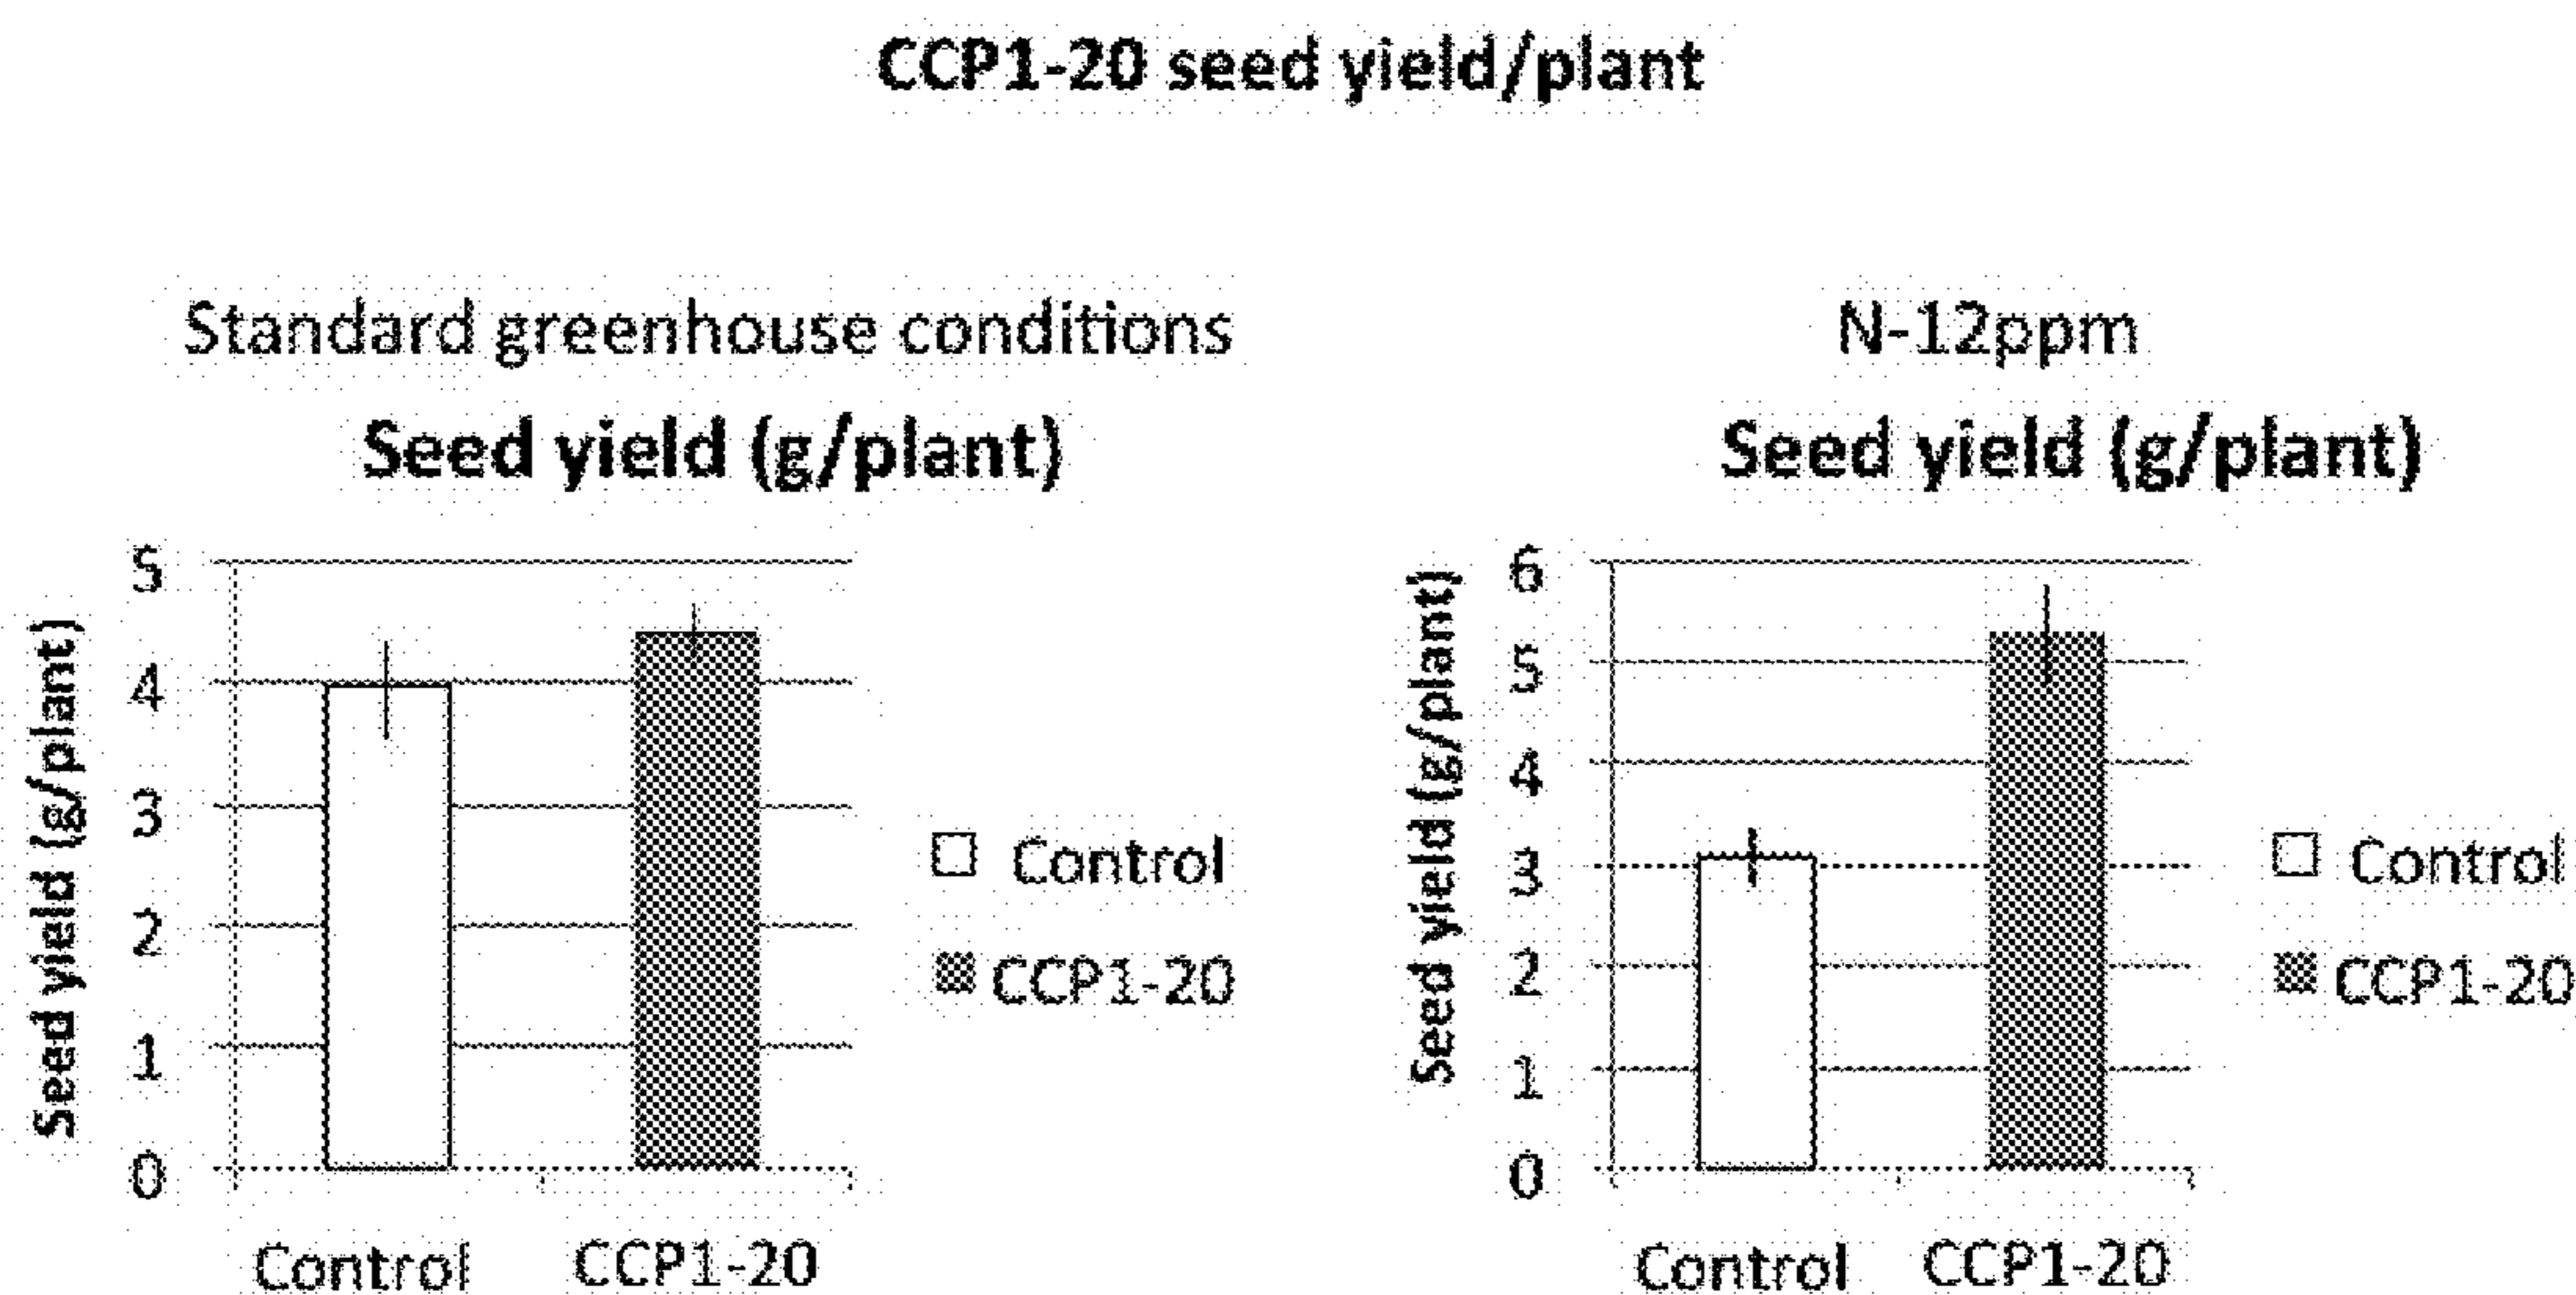 CCP1-20 seed yield/plant
Standard greenhouse conditions
Seed yield (g/plant)
Seed yield (g/plant)
5
4
3
2
1
0
Control
CCP1-20
Control
CCP1-20
N-12ppm
Seed yield (g/plant)
Seed yield (g/plant)
6
5
4
3
2
1
0
Control
CCP1-20
Control
CCP1-20